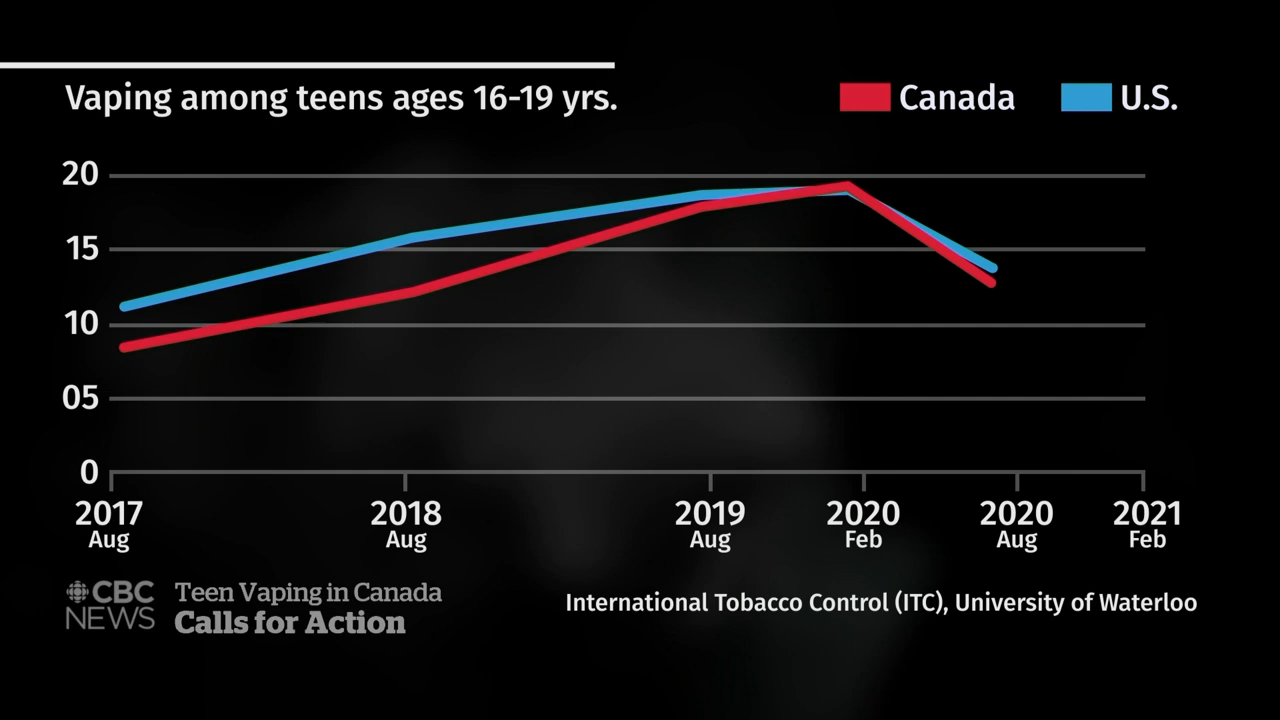 Vaping among teens ages 16-19 yrs.
Canada
U.S.
20
15
10
05
0
2017
Aug
2018
Aug
2019
Aug
2020
Feb
2020
Aug
2021
Feb
CBC
NEWS
Teen Vaping in Canada
Calls for Action
International Tobacco Control (ITC), University of Waterloo